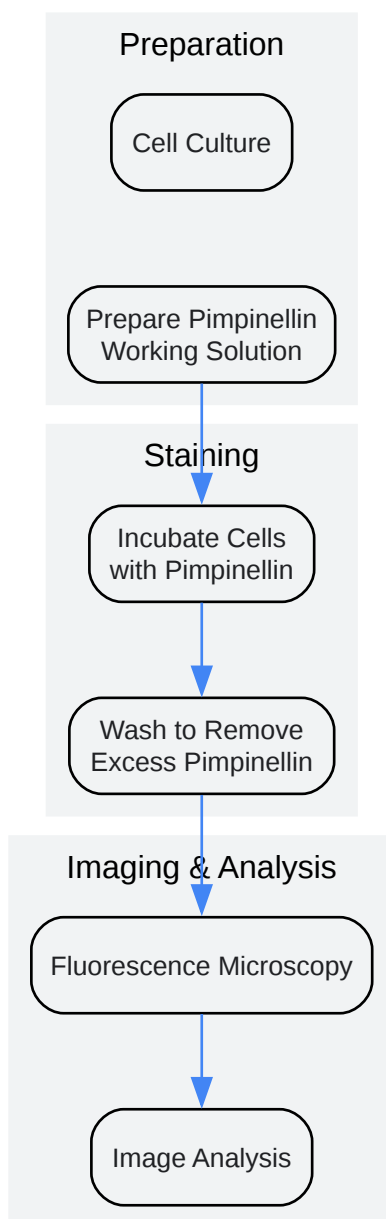 Preparation
Cell Culture
Prepare Pimpinellin
Working Solution
Staining
Incubate Cells
with Pimpinellin
Wash to Remove
Excess Pimpinellin
Imaging & Analysis
Fluorescence Microscopy
Image Analysis